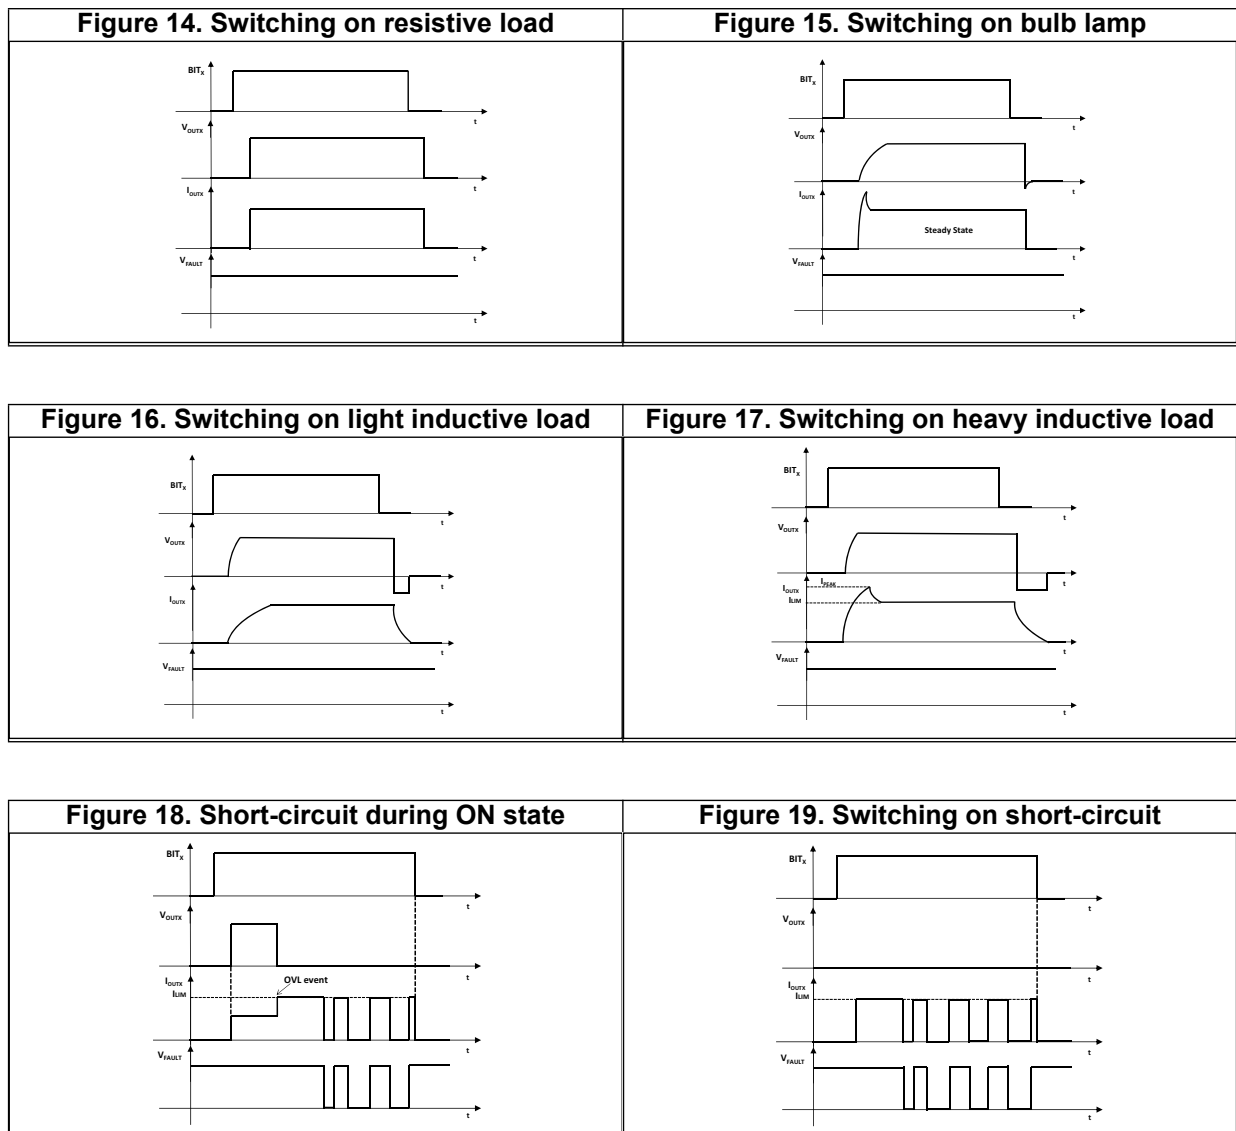 Figure 14. Switching on resistive load
BITX
t
VOUTX
t
IOUTX
t
VFAULT
t
Figure 15. Switching on bulb lamp
BITX
t
VOUTX
t
IOUTX
Steady State
t
VFAULT
t
Figure 16. Switching on light inductive load
BITX
t
VOUTX
t
IOUTX
t
VFAULT
t
Figure 17. Switching on heavy inductive load
BITX
t
VOUTX
t
IPEAK
IOUTX
ILIM
t
VFAULT
t
Figure 18. Short-circuit during ON state
BITX
t
VOUTX
t
OVL event
IOUTX
ILIM
t
VFAULT
t
Figure 19. Switching on short-circuit
BITX
t
VOUTX
t
IOUTX
ILIM
t
VFAULT
t